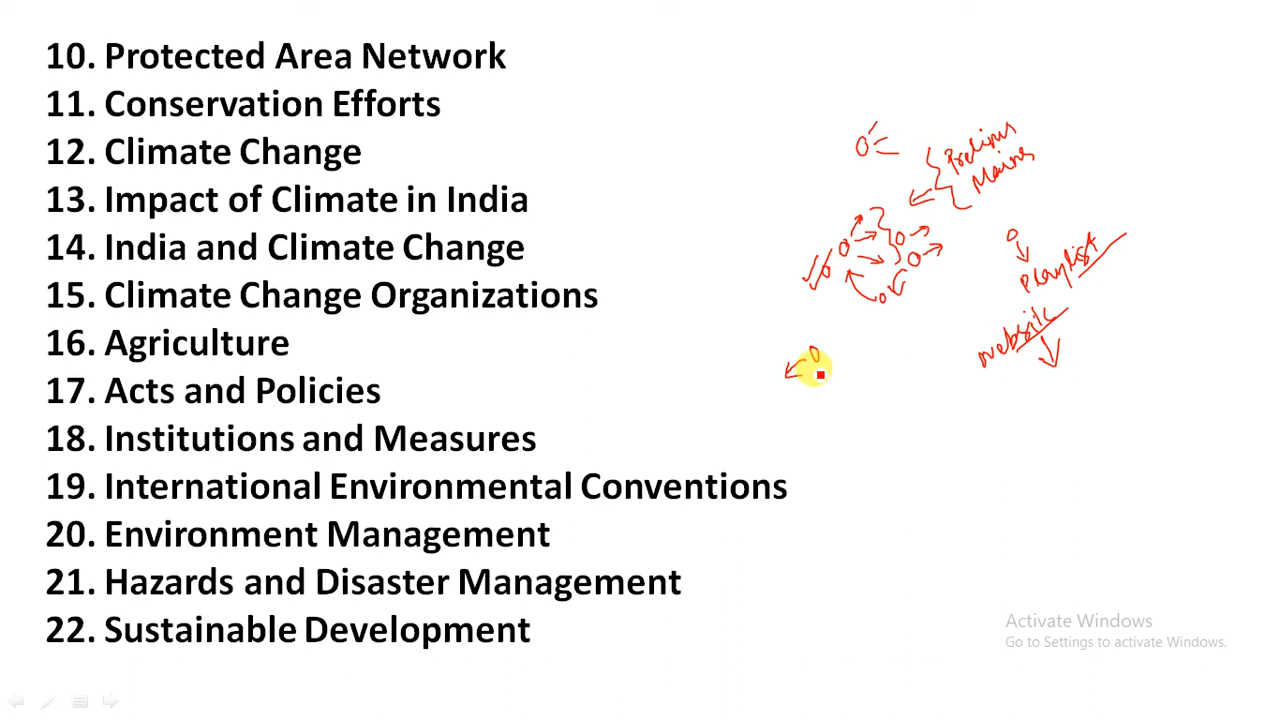 10. Protected Area Network
11. Conservation Efforts
12. Climate Change
13. Impact of Climate in India
14. India and Climate Change
15. Climate Change Organizations
16. Agriculture
17. Acts and Policies
18. Institutions and Measures
19. International Environmental Conventions
20. Environment Management
21. Hazards and Disaster Management
22. Sustainable Development
Prelims
Mains
Playlist
website
Activate Windows
Go to Settings to activate Windows.